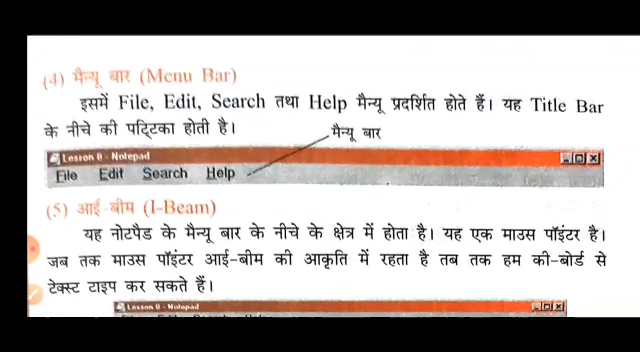 (4) मैन्यू बार (Menu Bar)
इसमें File, Edit, Search तथा Help मैन्यू प्रदर्शित होते हैं। यह Title Bar
के नीचे की पट्टिका होती है।
मैन्यू बार
Lesson 8 - Notepad
File Edit Search Help
(5) आई-बीम (I-Beam)
यह नोटपैड के मैन्यू बार के नीचे के क्षेत्र में होता है। यह एक माउस पॉइंटर है।
जब तक माउस पॉइंटर आई-बीम की आकृति में रहता है तब तक हम की-बोर्ड से
टेक्स्ट टाइप कर सकते हैं।
Lesson 8 - Notepad